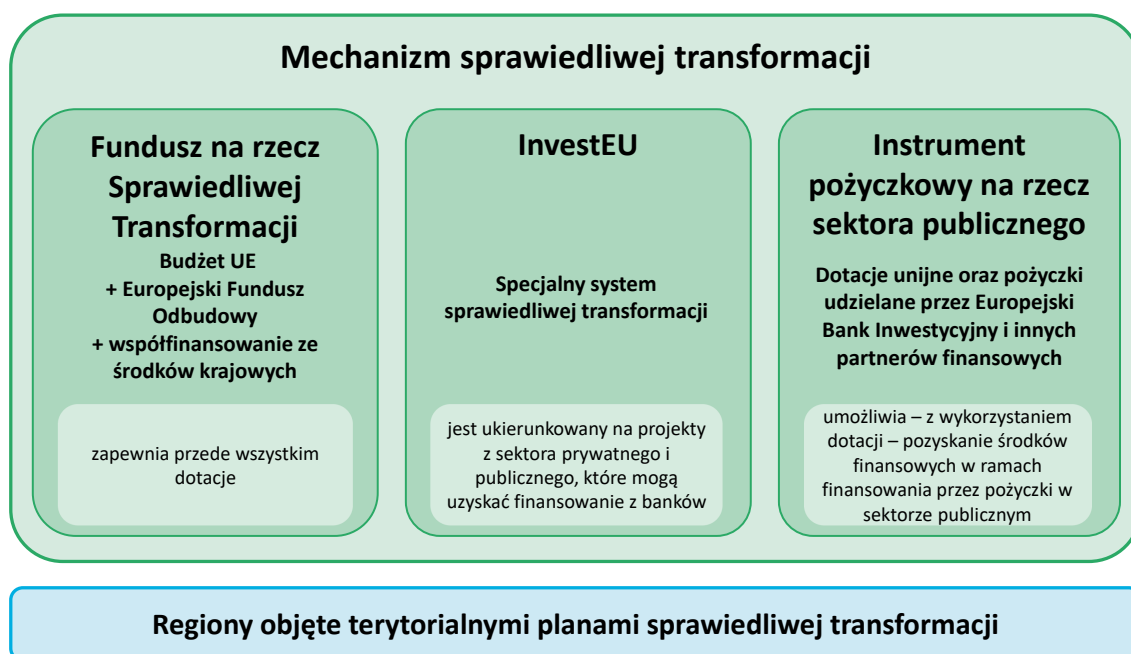 Mechanizm sprawiedliwej transformacji
Fundusz na rzecz
Sprawiedliwej
Transformacji
Budżet UE
+ Europejski Fundusz
Odbudowy
+ współfinansowanie ze
środków krajowych
zapewnia przede wszystkim
dotacje
InvestEU
Specjalny system
sprawiedliwej transformacji
jest ukierunkowany na projekty
z sektora prywatnego i
publicznego, które mogą
uzyskać finansowanie z banków
Instrument
pożyczkowy na rzecz
sektora publicznego
Dotacje unijne oraz pożyczki
udzielane przez Europejski
Bank Inwestycyjny i innych
partnerów finansowych
umożliwia – z wykorzystaniem
dotacji – pozyskanie środków
finansowych w ramach
finansowania przez pożyczki w
sektorze publicznym
Regiony objęte terytorialnymi planami sprawiedliwej transformacji